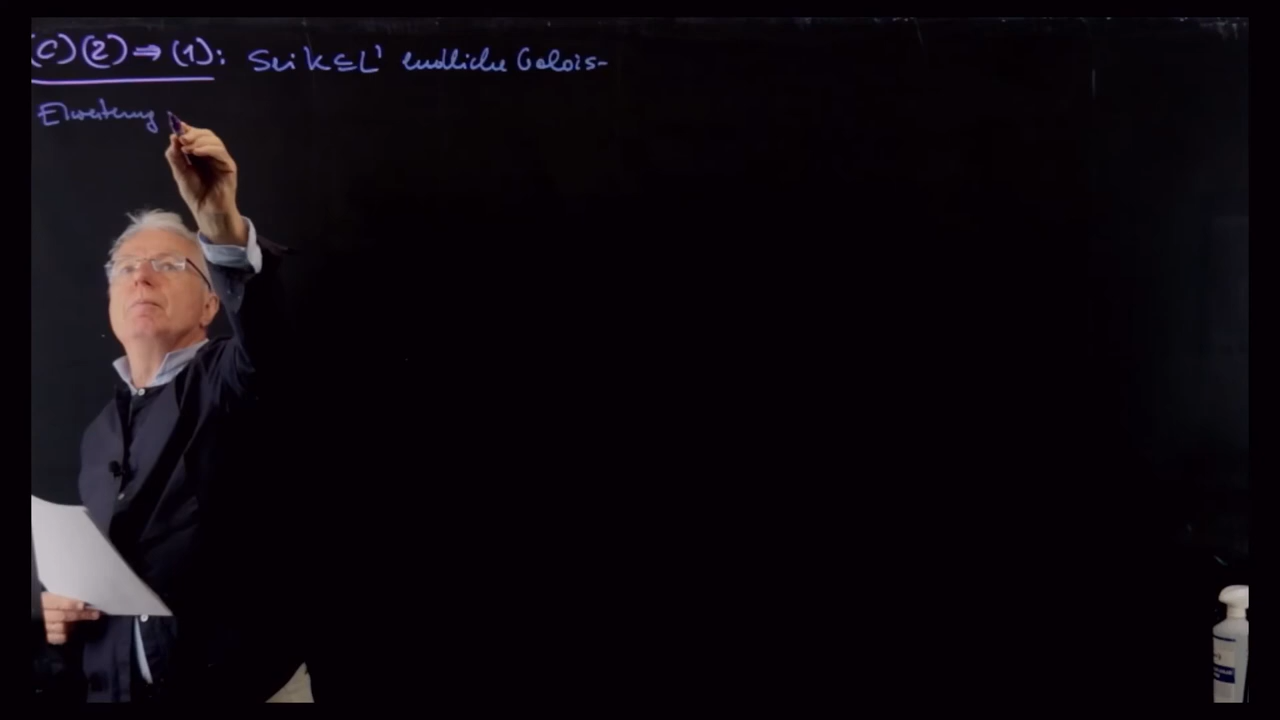 (C)(2) ⇒ (1): Sei k ⊆ L' endliche Galois-
Erweiterung